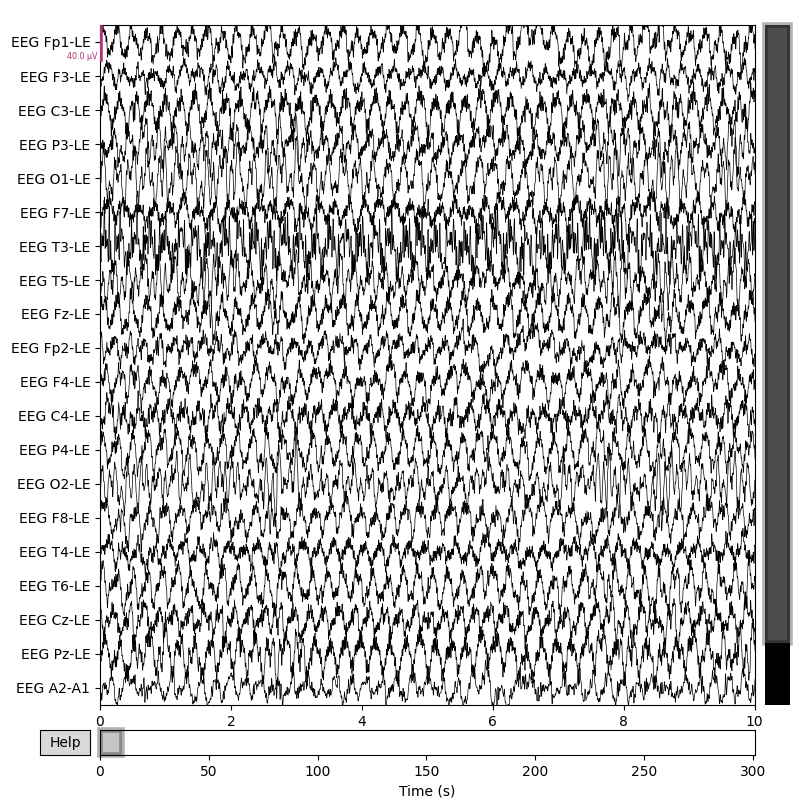 EEG Fp1-LE
40.0 µV
EEG F3-LE
EEG C3-LE
EEG P3-LE
EEG O1-LE
EEG F7-LE
EEG T3-LE
EEG T5-LE
EEG Fz-LE
EEG Fp2-LE
EEG F4-LE
EEG C4-LE
EEG P4-LE
EEG O2-LE
EEG F8-LE
EEG T4-LE
EEG T6-LE
EEG Cz-LE
EEG Pz-LE
EEG A2-A1
0 2 4 6 8 10
Help
0 50 100 150 200 250 300
Time (s)